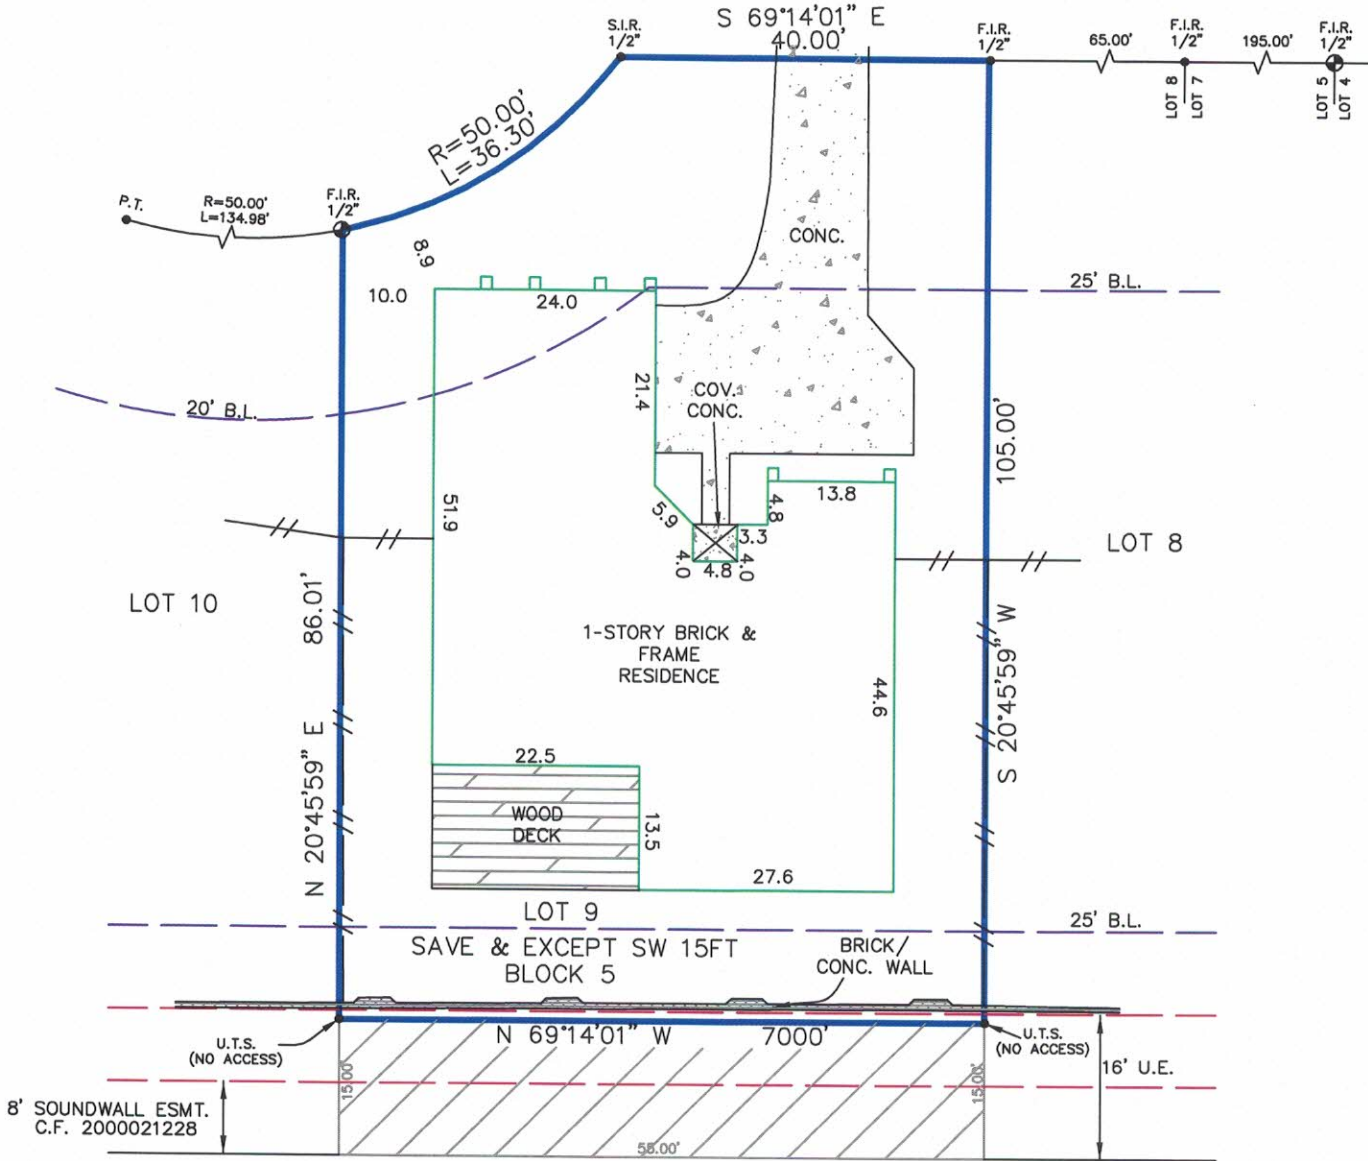 S 69°14'01" E
40.00'
S.I.R.
1/2"
F.I.R.
1/2"
65.00'
F.I.R.
1/2"
195.00'
F.I.R.
1/2"
LOT 8
LOT 7
LOT 5
LOT 4
R=50.00'
L=36.30'
P.T.
R=50.00'
L=134.98'
F.I.R.
1/2"
8.9
CONC.
10.0
24.0
25' B.L.
20' B.L.
21.4
COV.
CONC.
105.00'
51.9
5.9
4.8
13.8
3.3
4.0
4.8
4.0
LOT 8
LOT 10
86.01'
1-STORY BRICK &
FRAME
RESIDENCE
44.6
S 20°45'59" W
N 20°45'59" E
22.5
WOOD
DECK
13.5
27.6
LOT 9
25' B.L.
SAVE & EXCEPT SW 15FT
BLOCK 5
BRICK/
CONC. WALL
U.T.S.
(NO ACCESS)
N 69°14'01" W
7000'
U.T.S.
(NO ACCESS)
15.00'
15.00'
16' U.E.
8' SOUNDWALL ESMT.
C.F. 2000021228
55.00'